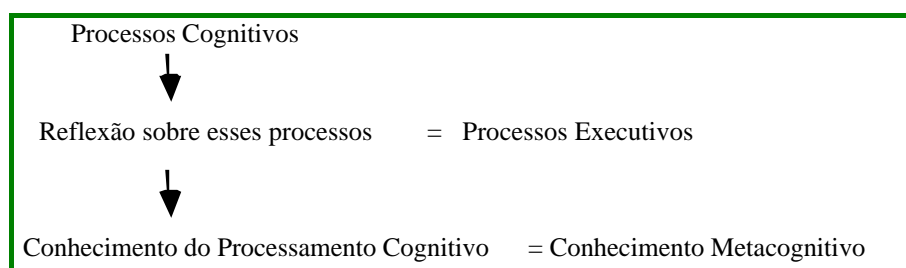 Processos Cognitivos
Reflexão sobre esses processos = Processos Executivos
Conhecimento do Processamento Cognitivo = Conhecimento Metacognitivo